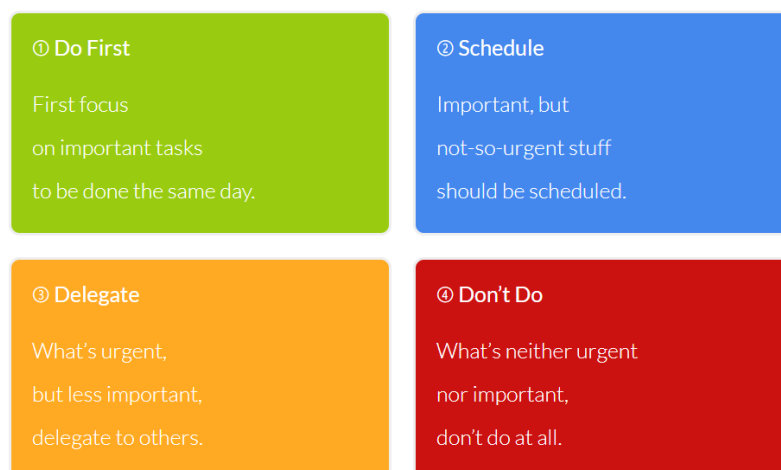 ① Do First
First focus
on important tasks
to be done the same day.
② Schedule
Important, but
not-so-urgent stuff
should be scheduled.
③ Delegate
What’s urgent,
but less important,
delegate to others.
④ Don’t Do
What’s neither urgent
nor important,
don’t do at all.